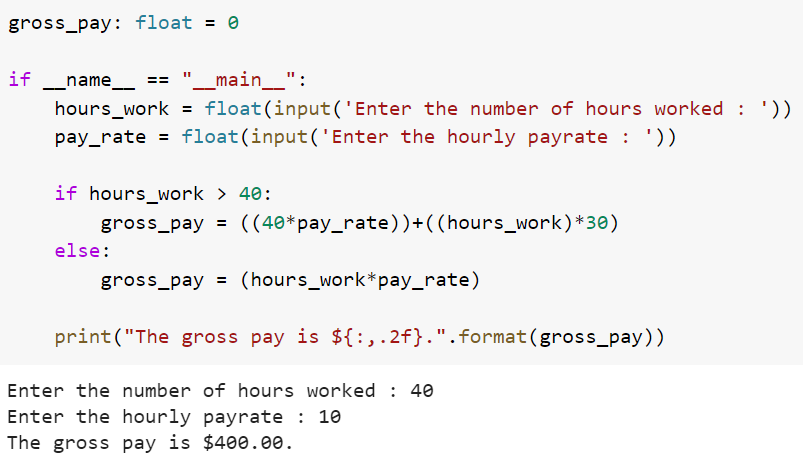 gross_pay: float = 0
if __name__ == "__main__":
    hours_work = float(input('Enter the number of hours worked : '))
    pay_rate = float(input('Enter the hourly payrate : '))
    if hours_work > 40:
        gross_pay = ((40*pay_rate))+((hours_work)*30)
    else:
        gross_pay = (hours_work*pay_rate)
    print("The gross pay is ${:,.2f}.".format(gross_pay))
Enter the number of hours worked : 40
Enter the hourly payrate : 10
The gross pay is $400.00.